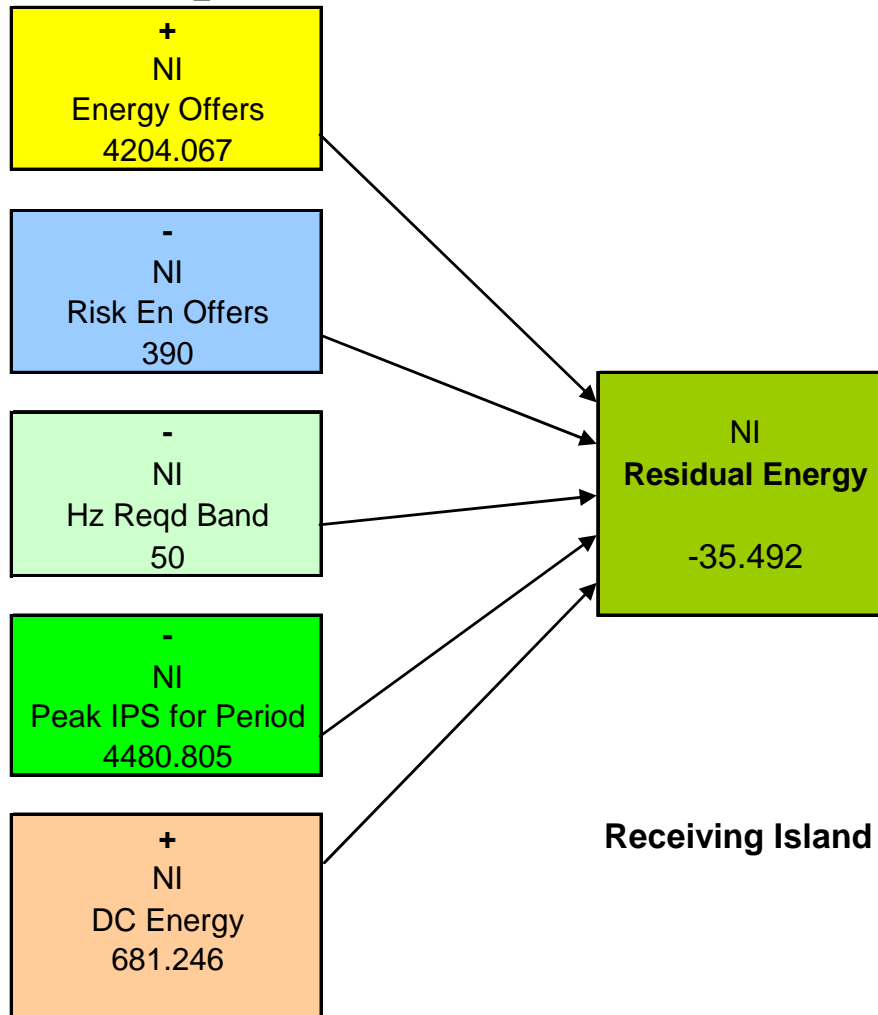 +
NI
Energy Offers
4204.067
-
NI
Risk En Offers
390
-
NI
Hz Reqd Band
50
-
NI
Peak IPS for Period
4480.805
+
NI
DC Energy
681.246
NI
Residual Energy
-35.492
Receiving Island